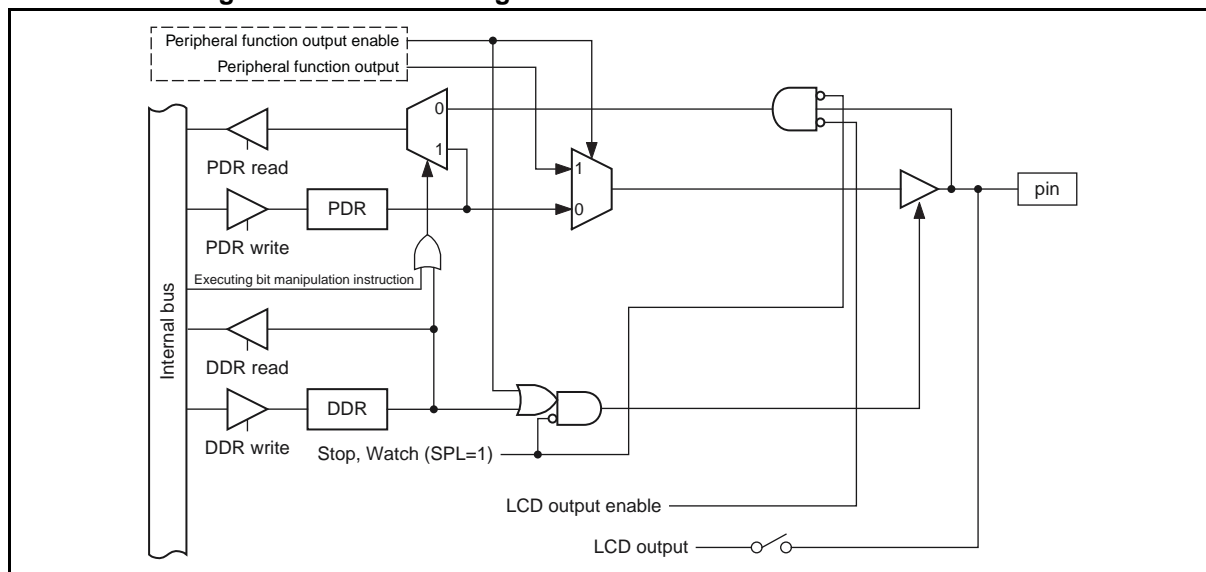 Peripheral function output enable
Peripheral function output
0
1
PDR read
1
pin
PDR
0
PDR write
Executing bit manipulation instruction
Internal bus
DDR read
DDR
DDR write
Stop, Watch (SPL=1)
LCD output enable
LCD output